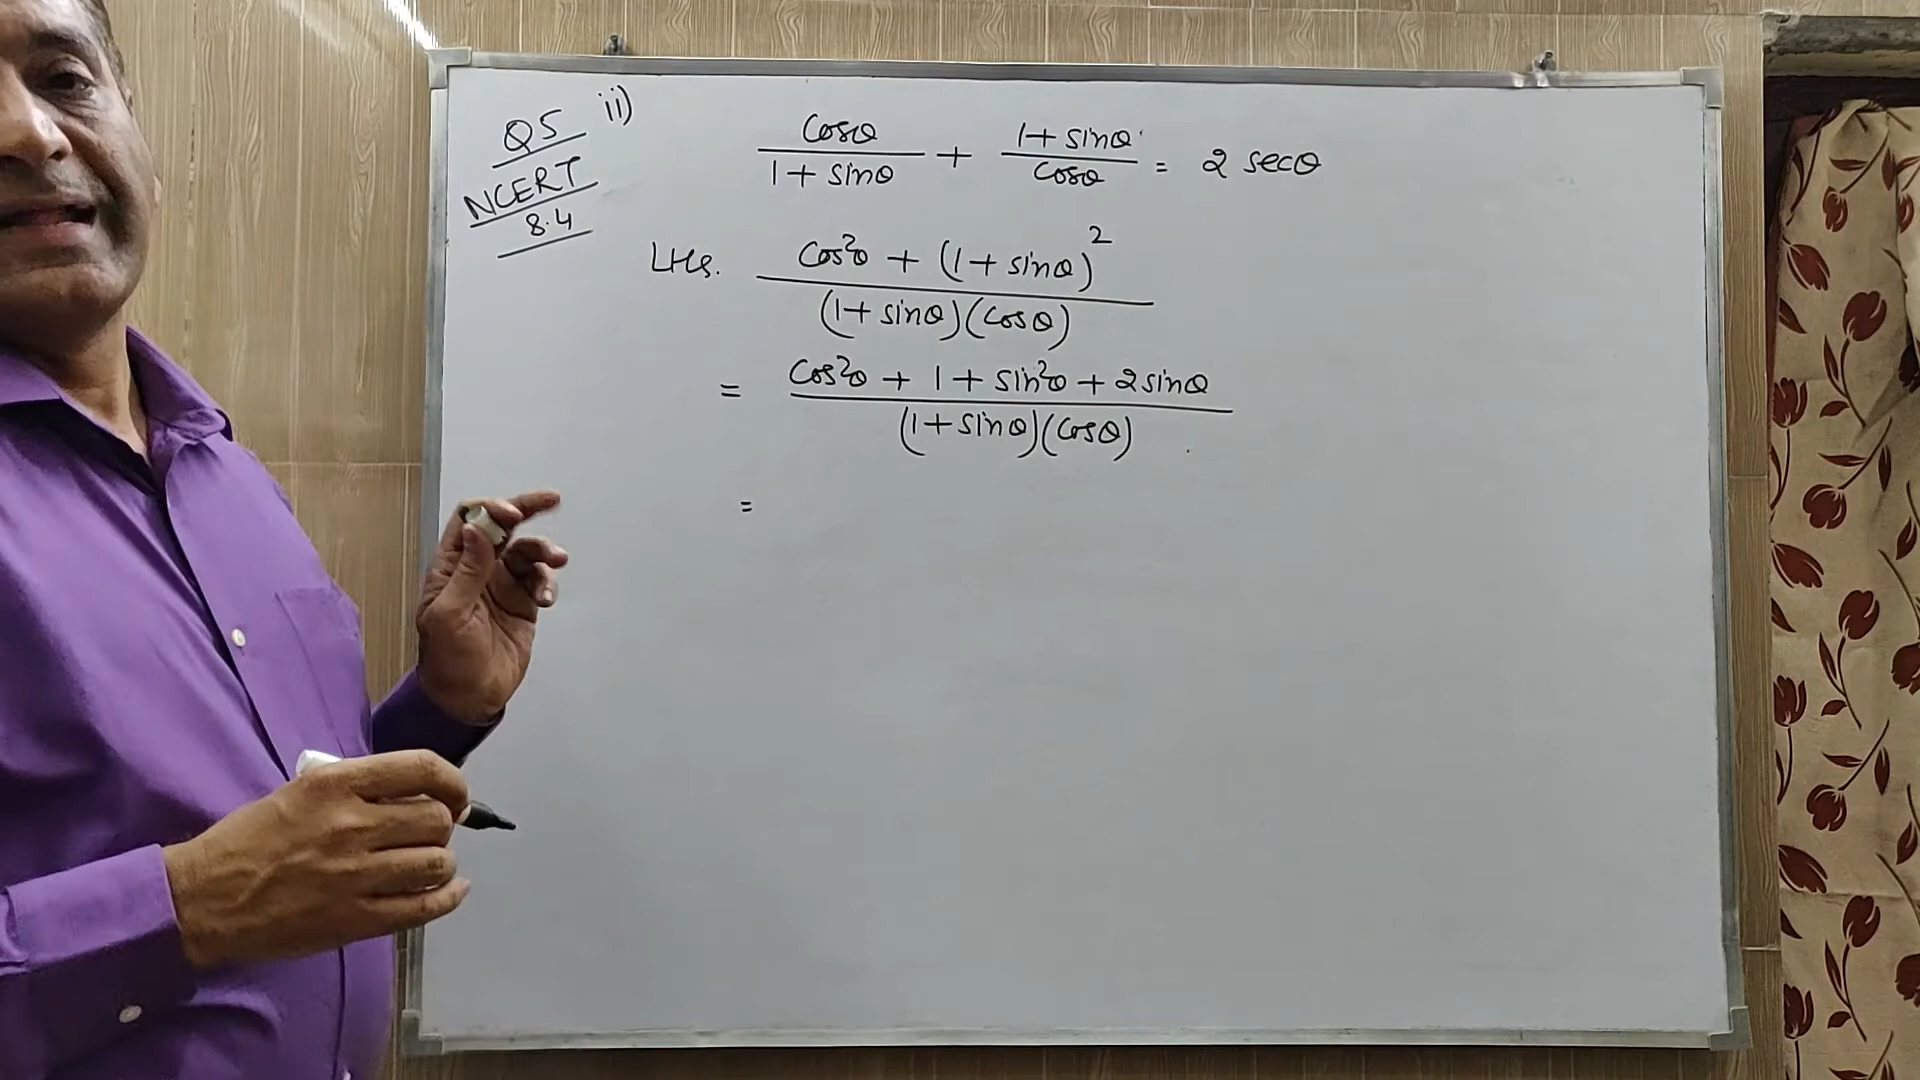 Q5 ii)
NCERT
8.4
cosθ/(1 + sinθ) + (1 + sinθ)/cosθ = 2 secθ
LHS. (cos²θ + (1 + sinθ)²)/((1 + sinθ)(cosθ))
= (cos²θ + 1 + sin²θ + 2 sinθ)/((1 + sinθ)(cosθ))
=